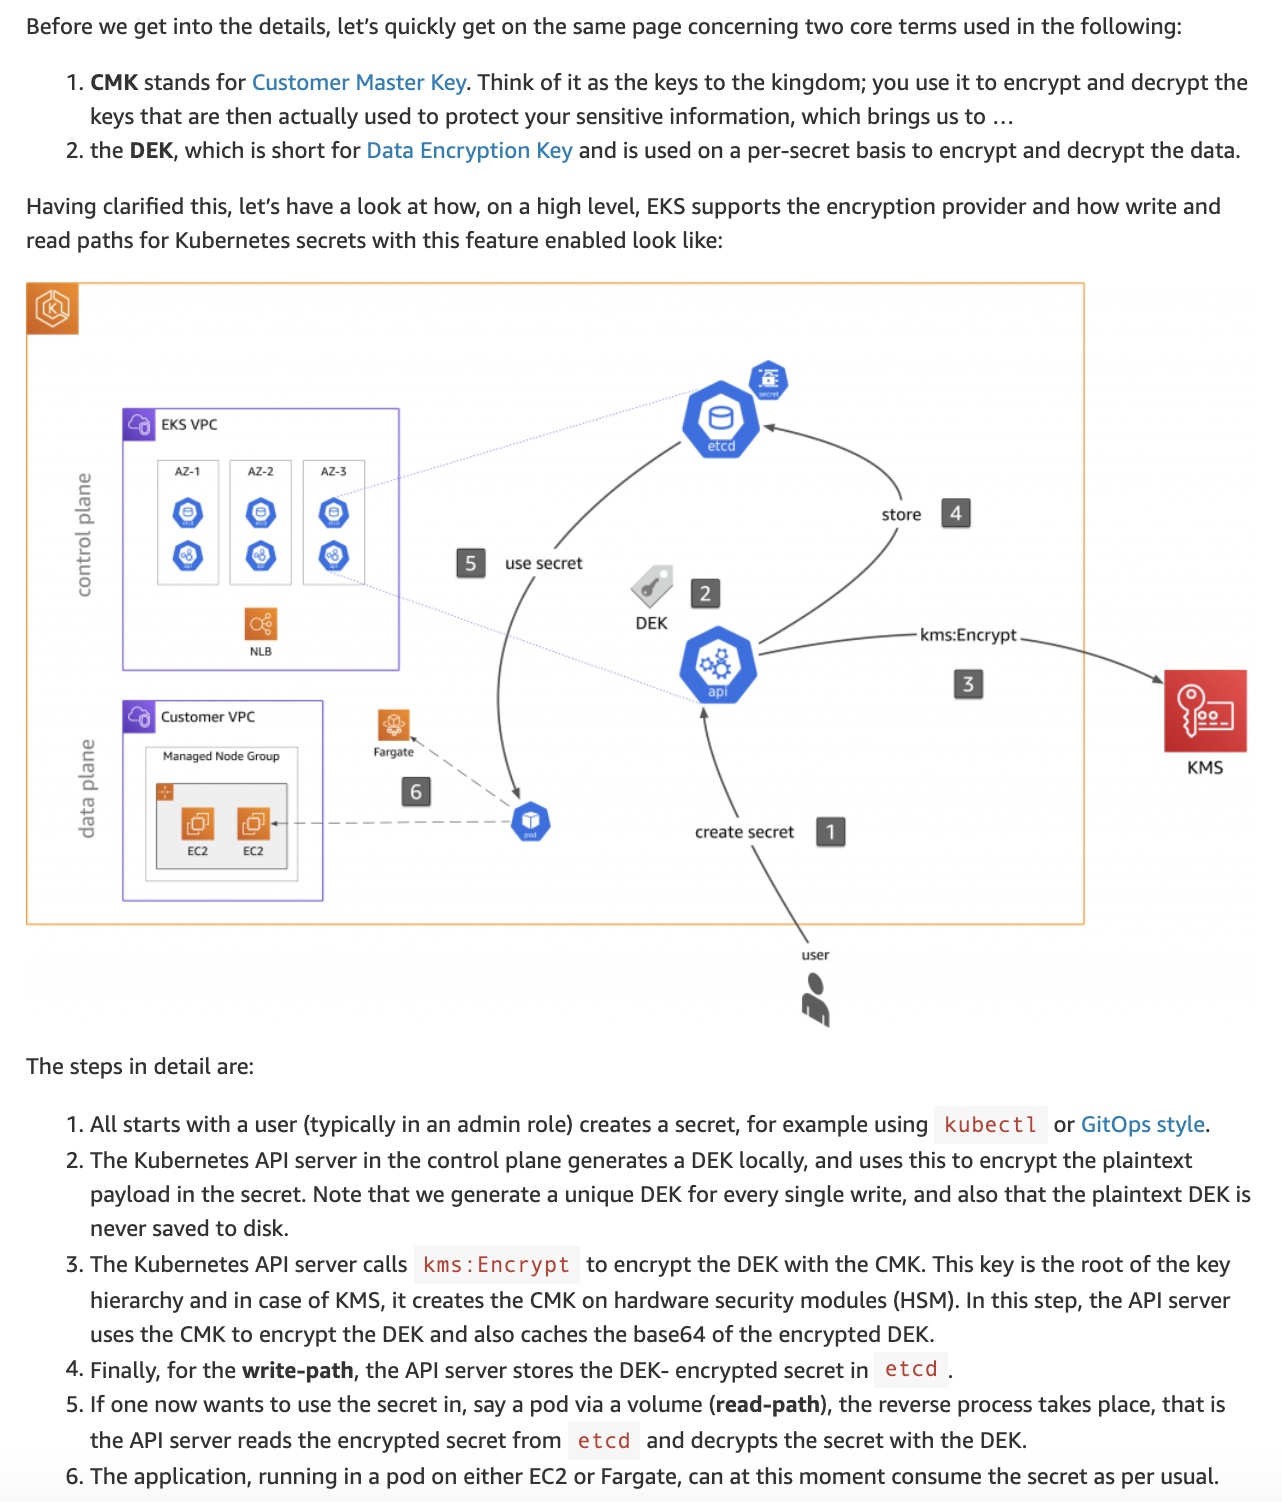 Before we get into the details, let's quickly get on the same page concerning two core terms used in the following:
1. CMK stands for Customer Master Key. Think of it as the keys to the kingdom; you use it to encrypt and decrypt the
keys that are then actually used to protect your sensitive information, which brings us to …
2. the DEK, which is short for Data Encryption Key and is used on a per-secret basis to encrypt and decrypt the data.
Having clarified this, let's have a look at how, on a high level, EKS supports the encryption provider and how write and
read paths for Kubernetes secrets with this feature enabled look like:
K
secret
etcd
EKS VPC
AZ-1
AZ-2
AZ-3
etcd
etcd
etcd
api
api
api
control plane
store
4
5
use secret
2
DEK
NLB
kms:Encrypt
3
api
KMS
Customer VPC
Managed Node Group
Fargate
data plane
6
EC2
EC2
pod
create secret
1
user
The steps in detail are:
1. All starts with a user (typically in an admin role) creates a secret, for example using kubectl or GitOps style.
2. The Kubernetes API server in the control plane generates a DEK locally, and uses this to encrypt the plaintext
payload in the secret. Note that we generate a unique DEK for every single write, and also that the plaintext DEK is
never saved to disk.
3. The Kubernetes API server calls kms:Encrypt to encrypt the DEK with the CMK. This key is the root of the key
hierarchy and in case of KMS, it creates the CMK on hardware security modules (HSM). In this step, the API server
uses the CMK to encrypt the DEK and also caches the base64 of the encrypted DEK.
4. Finally, for the write-path, the API server stores the DEK- encrypted secret in etcd .
5. If one now wants to use the secret in, say a pod via a volume (read-path), the reverse process takes place, that is
the API server reads the encrypted secret from etcd and decrypts the secret with the DEK.
6. The application, running in a pod on either EC2 or Fargate, can at this moment consume the secret as per usual.